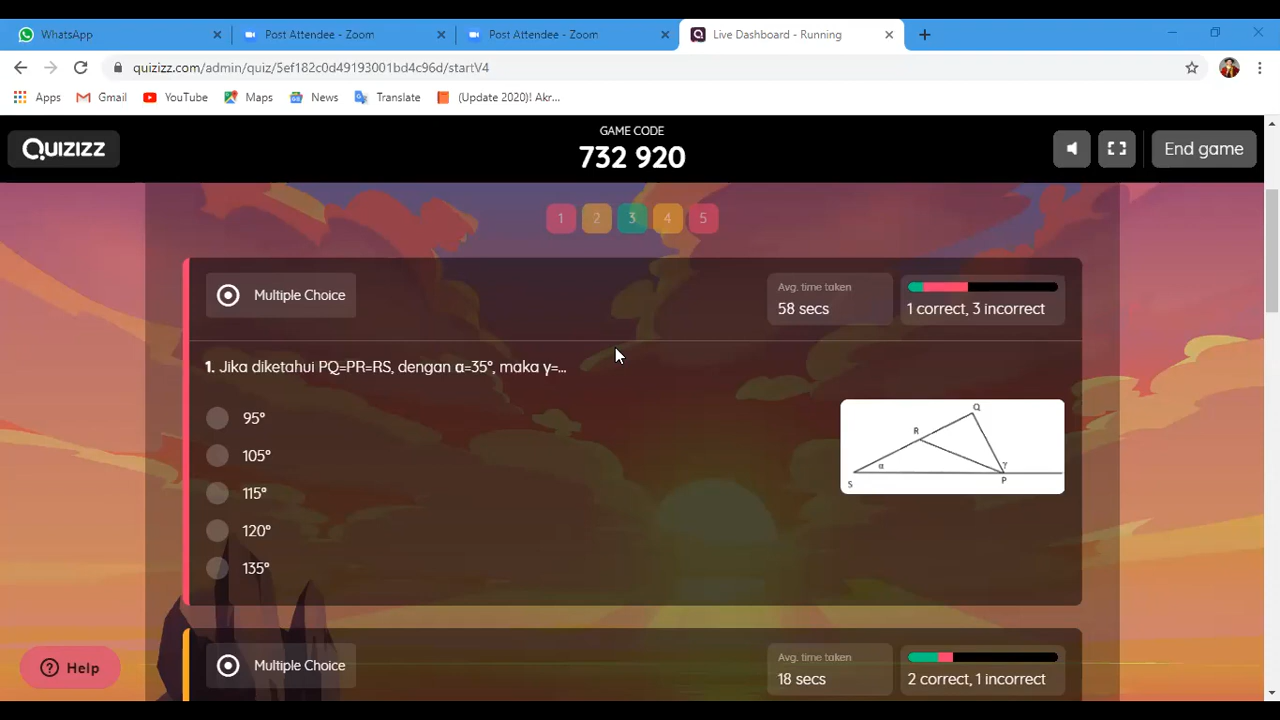 WhatsApp
Post Attendee - Zoom
Post Attendee - Zoom
Live Dashboard - Running
quizizz.com/admin/quiz/5ef182c0d49193001bd4c96d/startV4
Apps
Gmail
YouTube
Maps
News
Translate
(Update 2020)! Akr...
Quizizz
GAME CODE
732 920
End game
1 2 3 4 5
Multiple Choice
Avg. time taken
58 secs
1 correct, 3 incorrect
1. Jika diketahui PQ=PR=RS, dengan α=35°, maka γ=...
95°
105°
115°
120°
135°
Q
R
α
γ
S
P
Multiple Choice
Avg. time taken
18 secs
2 correct, 1 incorrect
Help